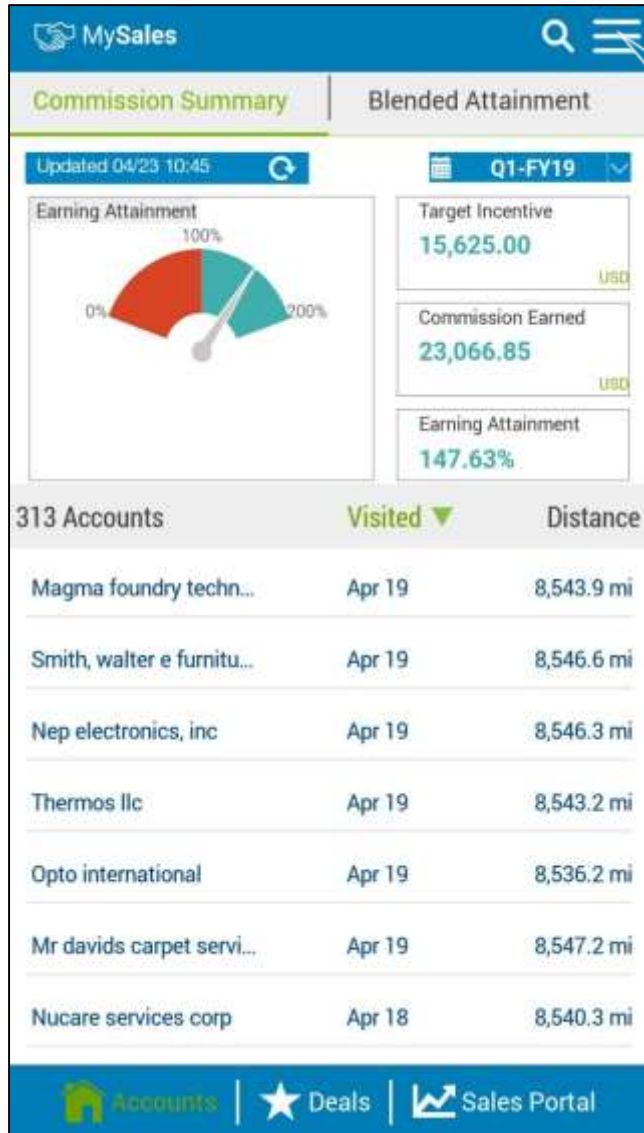 MySales
Commission Summary | Blended Attainment
Updated 04/23 10:45
Q1-FY19
Earning Attainment
100%
0%
200%
Target Incentive
15,625.00
USD
Commission Earned
23,066.85
USD
Earning Attainment
147.63%
313 Accounts Visited ▼ Distance
Magma foundry techn... Apr 19 8,543.9 mi
Smith, walter e furnitu... Apr 19 8,546.6 mi
Nep electronics, inc Apr 19 8,546.3 mi
Thermos llc Apr 19 8,543.2 mi
Opto international Apr 19 8,536.2 mi
Mr davids carpet servi... Apr 19 8,547.2 mi
Nucare services corp Apr 18 8,540.3 mi
Accounts | Deals | Sales Portal